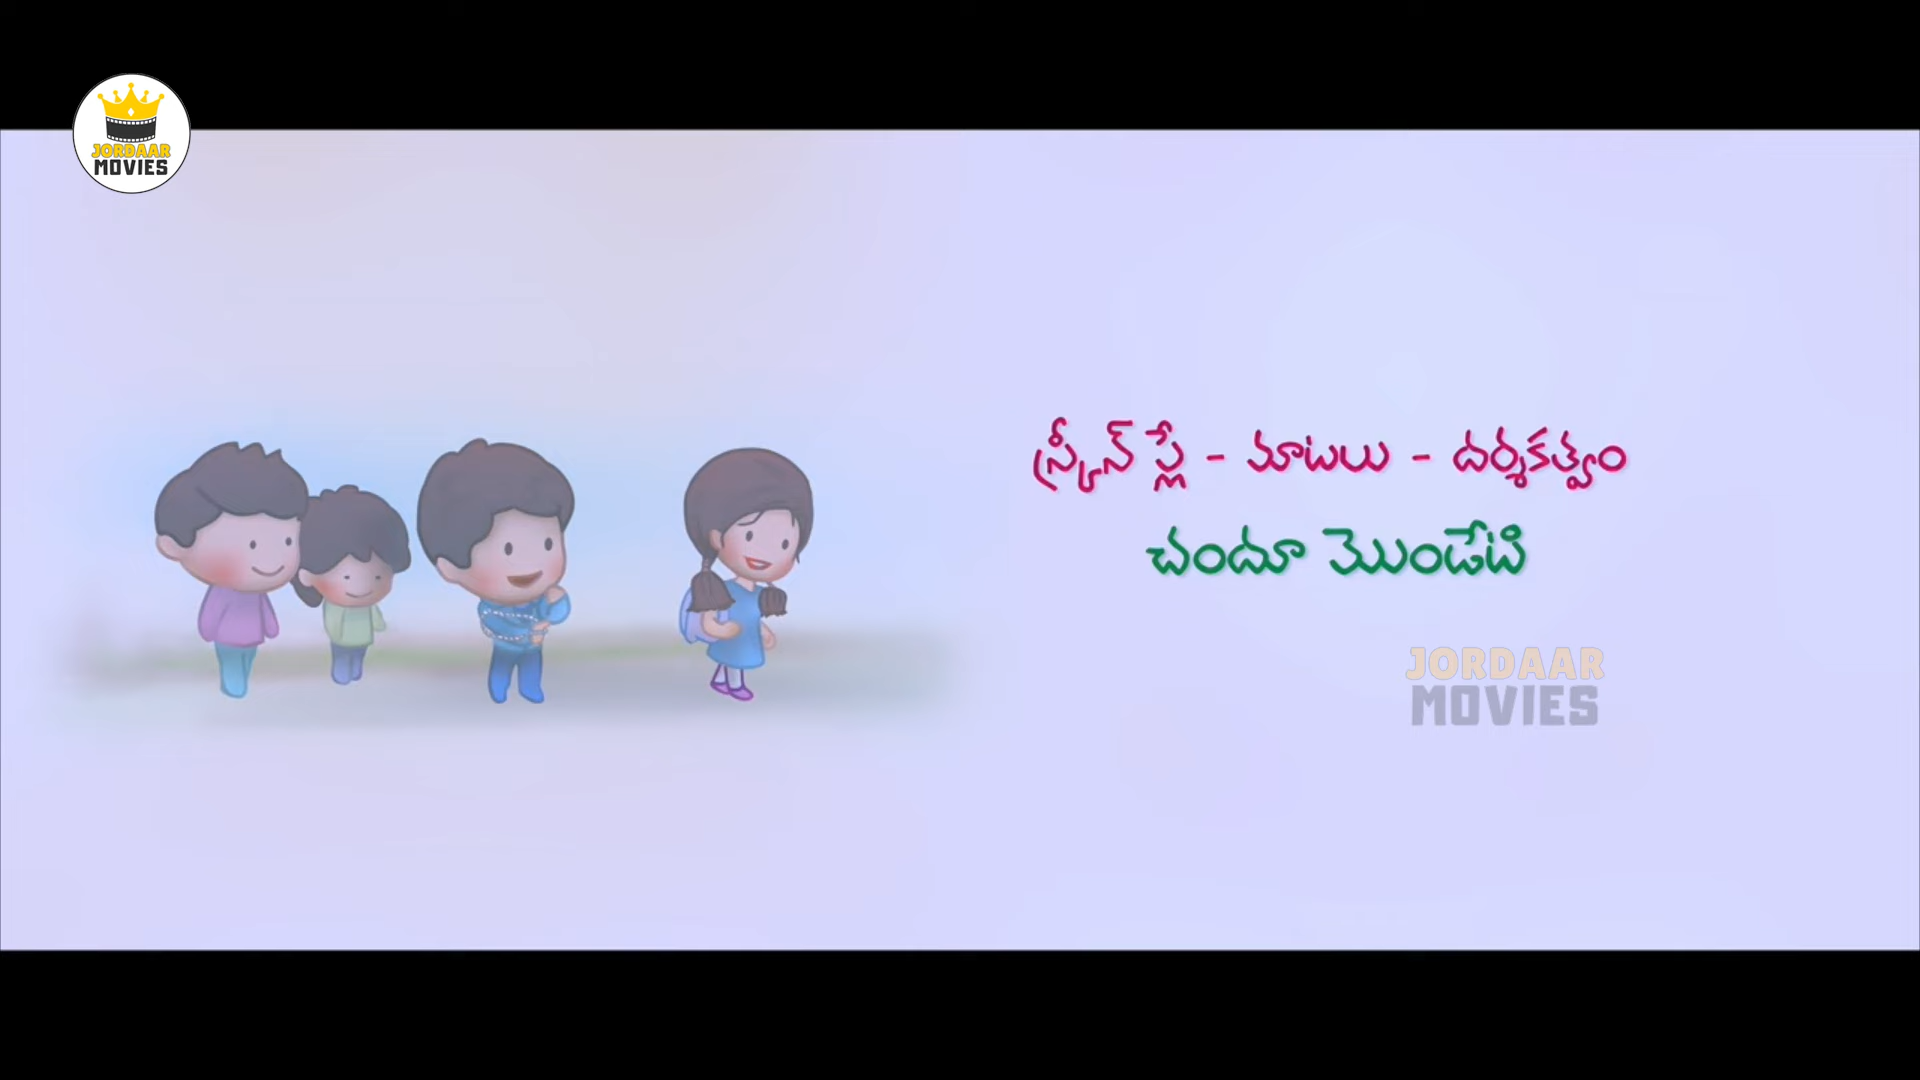 JORDAAR
MOVIES
స్క్రీన్ ప్లే - మాటలు - దర్శకత్వం
చందూ మొండేటి
JORDAAR
MOVIES